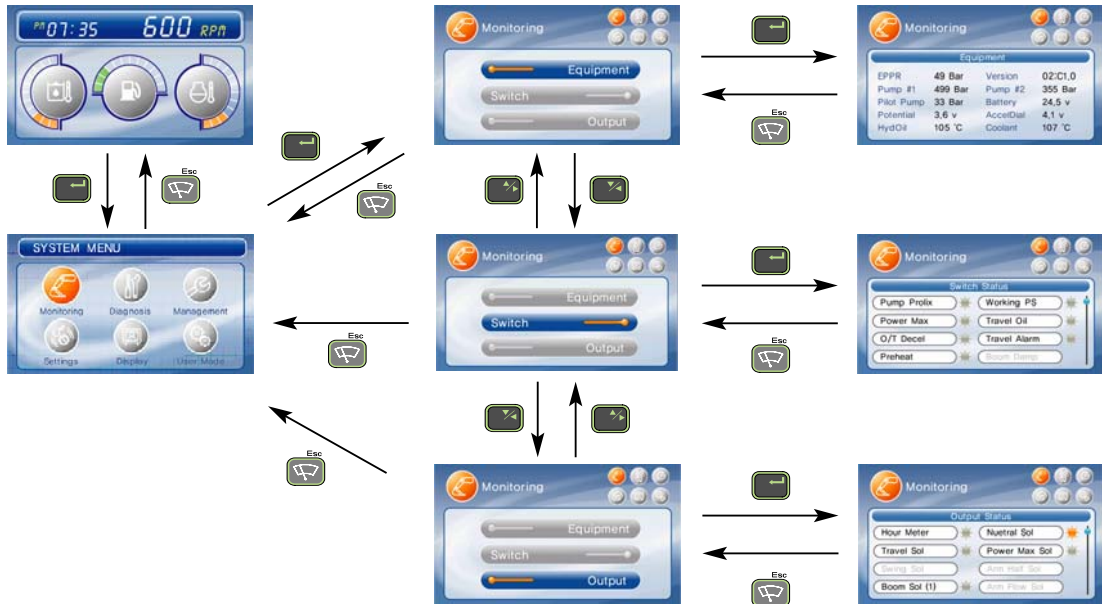 PM 07:35 600 RPM
Monitoring
Equipment
Switch
Output
Monitoring
Equipment
EPPR 49 Bar Version 02:C1,0
Pump #1 499 Bar Pump #2 355 Bar
Pilot Pump 33 Bar Battery 24,5 v
Potential 3,6 v AccelDial 4,1 v
HydOil 105 °C Coolant 107 °C
Esc
Esc
Esc
SYSTEM MENU
Monitoring Diagnosis Management
Settings Display User Mode
Esc
Monitoring
Equipment
Switch
Output
Esc
Monitoring
Switch Status
Pump Prolix Working PS
Power Max Travel Oil
O/T Decel Travel Alarm
Preheat Boom Damp
Esc
Monitoring
Equipment
Switch
Output
Esc
Monitoring
Output Status
Hour Meter Nuetral Sol
Travel Sol Power Max Sol
Swing Sol Arm Half Sol
Boom Sol (1) Arm Flow Sol